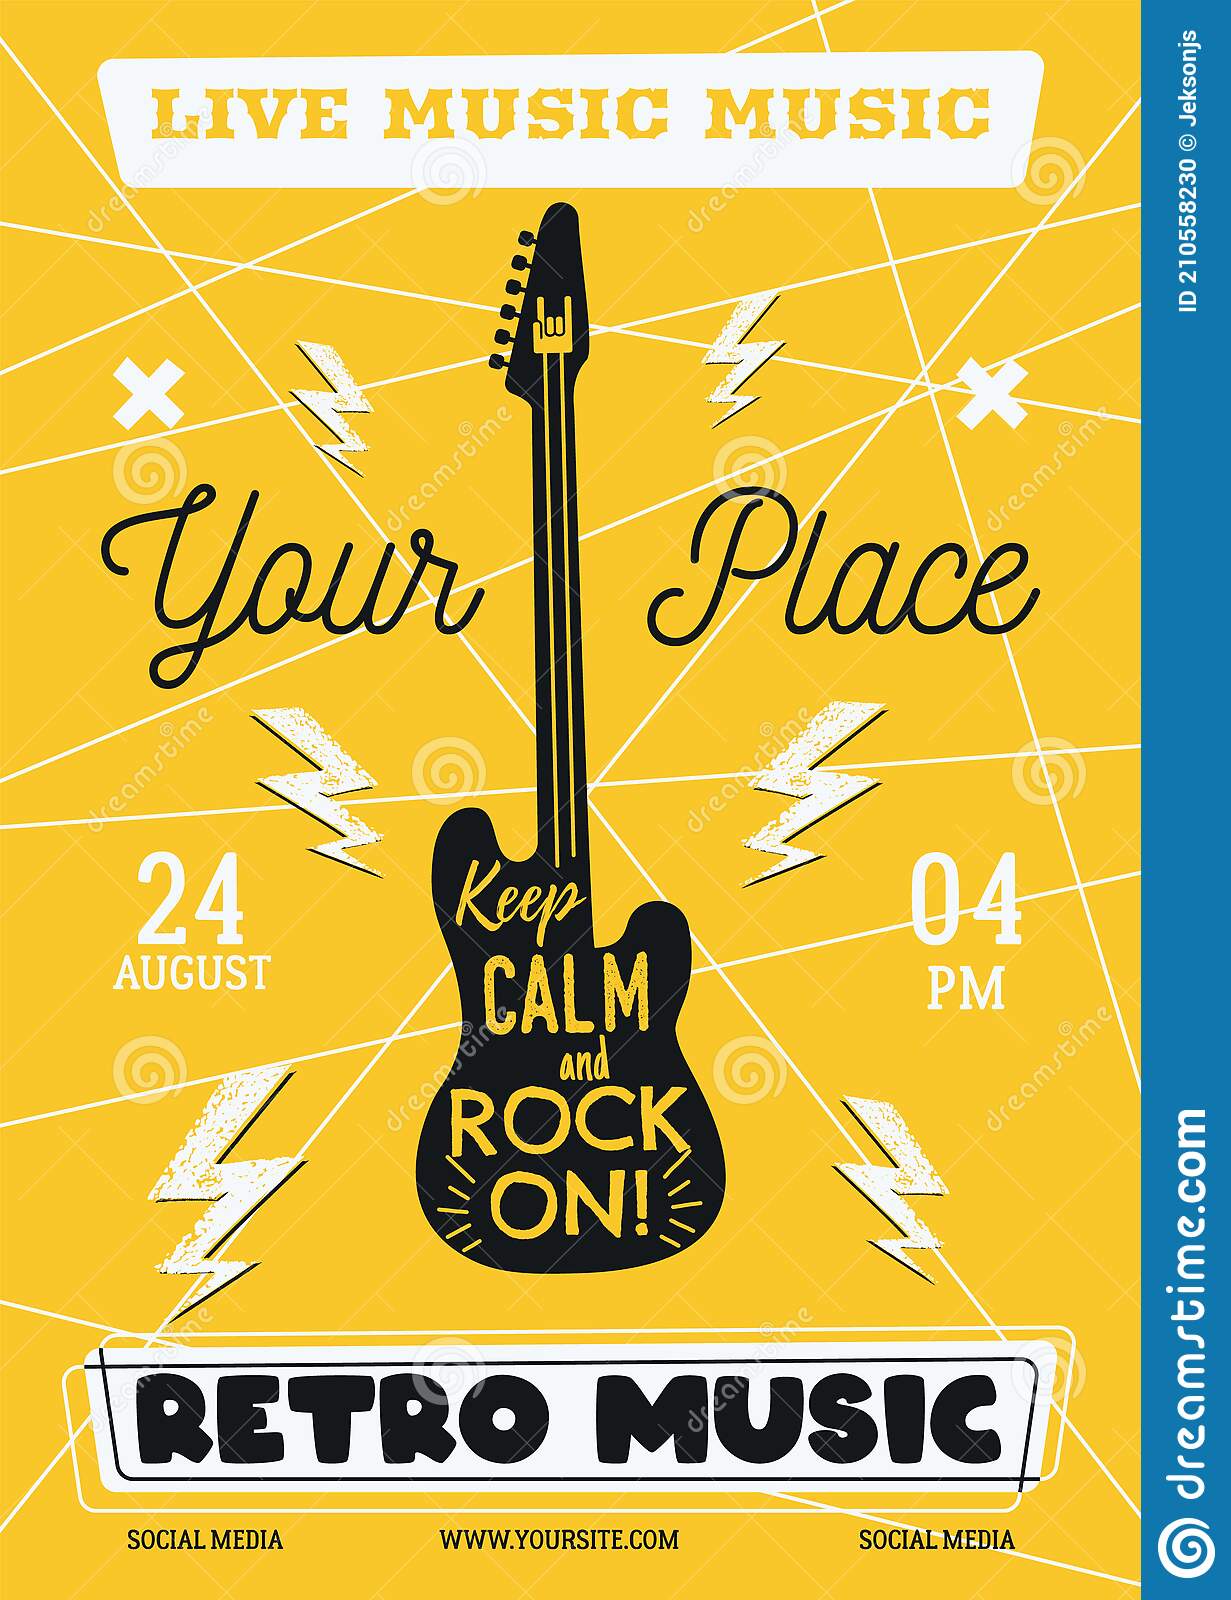 LIVE MUSIC MUSIC
Your Place
24
AUGUST
04
PM
Keep
CALM
and
ROCK
ON!
RETRO MUSIC
SOCIAL MEDIA
WWW.YOURSITE.COM
SOCIAL MEDIA
ID 210558230 © Jeksonjs
dreamstime.com
dreamstime